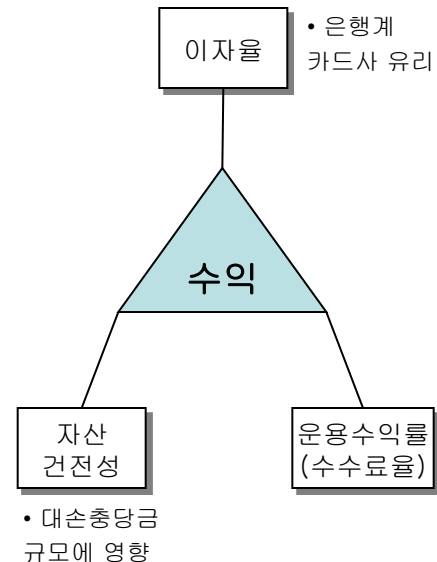 이자율
• 은행계
카드사 유리
수익
자산
건전성
운용수익률
(수수료율)
• 대손충당금
규모에 영향